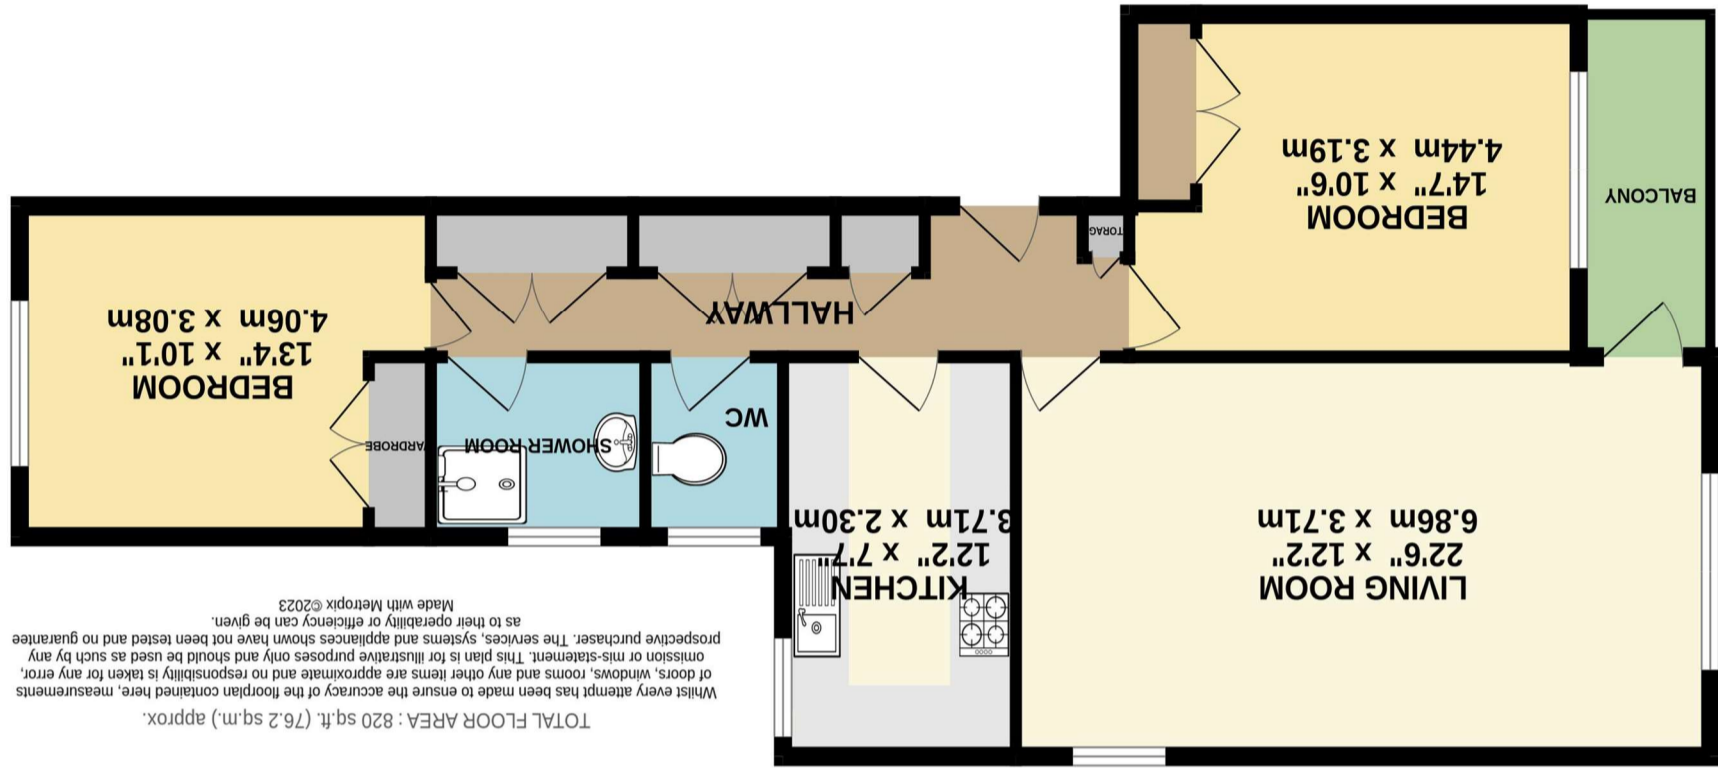 LIVING ROOM
22'6" x 12'2"
6.86m x 3.71m
KITCHEN
12'2" x 7'7"
3.71m x 2.30m
TOTAL FLOOR AREA : 820 sq.ft. (76.2 sq.m.) approx.
Whilst every attempt has been made to ensure the accuracy of the floorplan contained here, measurements
of doors, windows, rooms and any other items are approximate and no responsibility is taken for any error,
omission or mis-statement. This plan is for illustrative purposes only and should be used as such by any
prospective purchaser. The services, systems and appliances shown have not been tested and no guarantee
as to their operability or efficiency can be given.
Made with Metropix ©2023
WC
SHOWER ROOM
WARDROBE
BEDROOM
13'4" x 10'1"
4.06m x 3.08m
HALLWAY
TORAG
BALCONY
BEDROOM
14'7" x 10'6"
4.44m x 3.19m